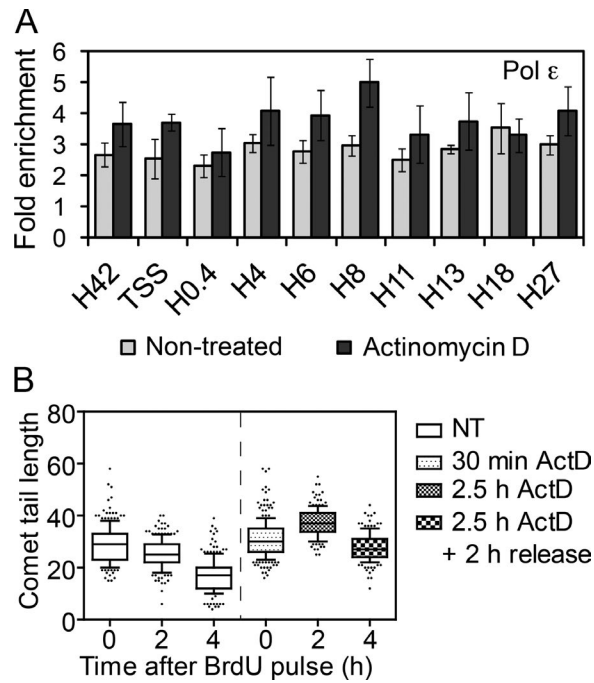 A
Pol ε
Fold enrichment
6
5
4
3
2
1
0
H42 TSS H0.4 H4 H6 H8 H11 H13 H18 H27
Non-treated Actinomycin D
B
Comet tail length
80
60
40
20
0
0 2 4 0 2 4
Time after BrdU pulse (h)
NT
30 min ActD
2.5 h ActD
2.5 h ActD
+ 2 h release